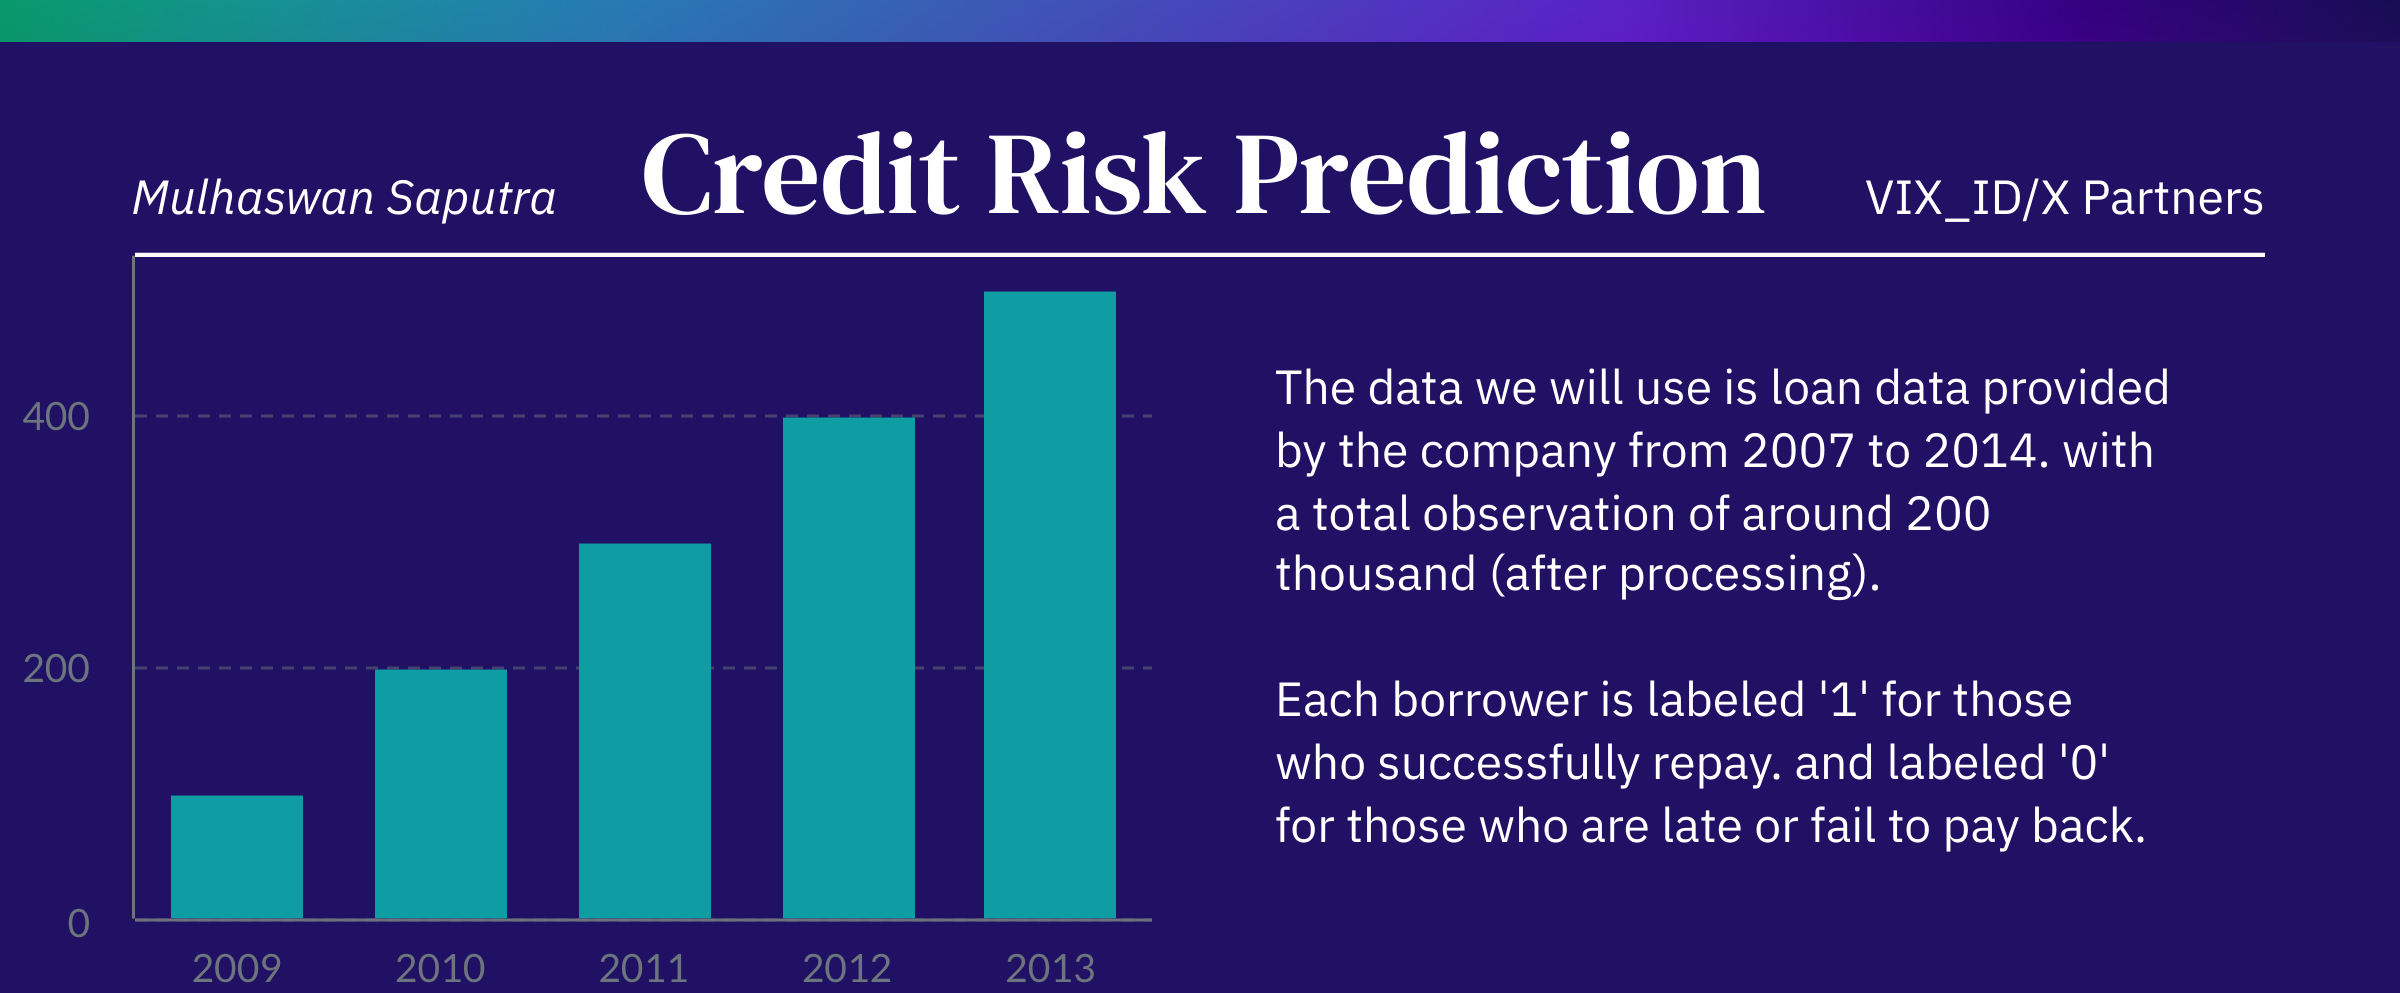 Mulhaswan Saputra
Credit Risk Prediction
VIX_ID/X Partners
400
200
0
2009
2010
2011
2012
2013
The data we will use is loan data provided
by the company from 2007 to 2014. with
a total observation of around 200
thousand (after processing).
Each borrower is labeled '1' for those
who successfully repay. and labeled '0'
for those who are late or fail to pay back.